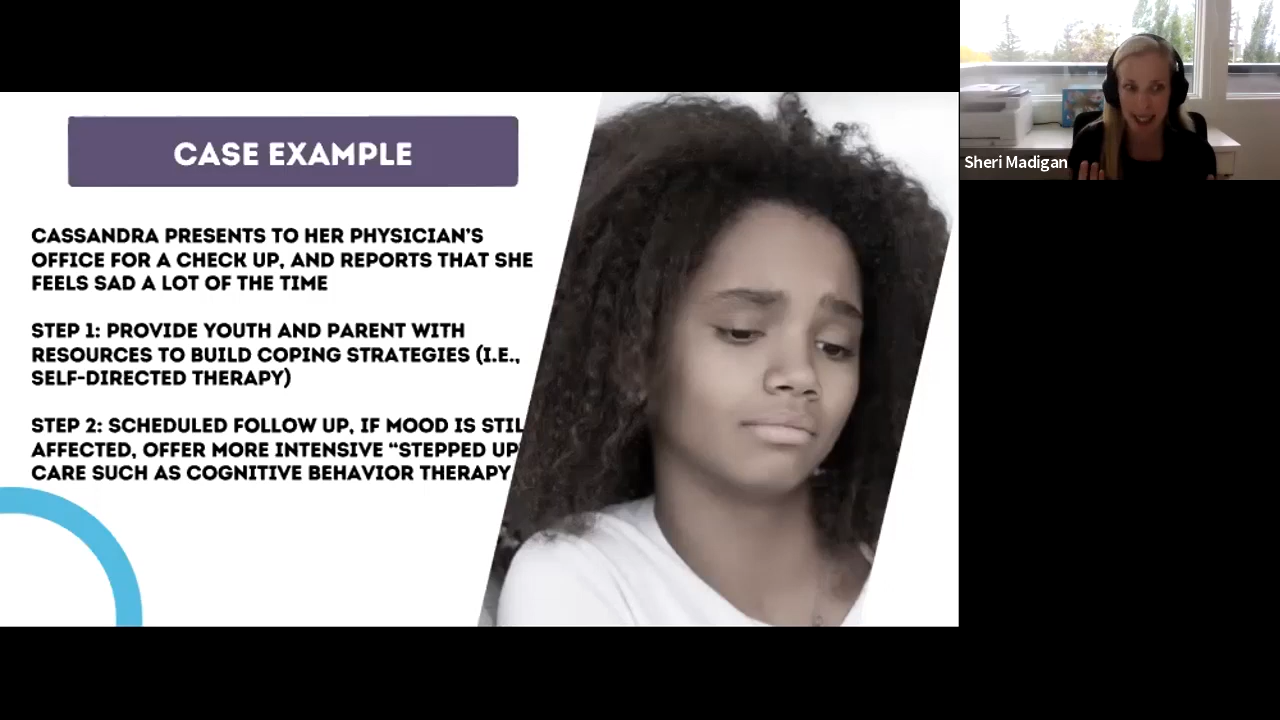 CASE EXAMPLE
CASSANDRA PRESENTS TO HER PHYSICIAN'S
OFFICE FOR A CHECK UP, AND REPORTS THAT SHE
FEELS SAD A LOT OF THE TIME
STEP 1: PROVIDE YOUTH AND PARENT WITH
RESOURCES TO BUILD COPING STRATEGIES (I.E.,
SELF-DIRECTED THERAPY)
STEP 2: SCHEDULED FOLLOW UP, IF MOOD IS STIL
AFFECTED, OFFER MORE INTENSIVE “STEPPED UP
CARE SUCH AS COGNITIVE BEHAVIOR THERAPY
Sheri Madigan